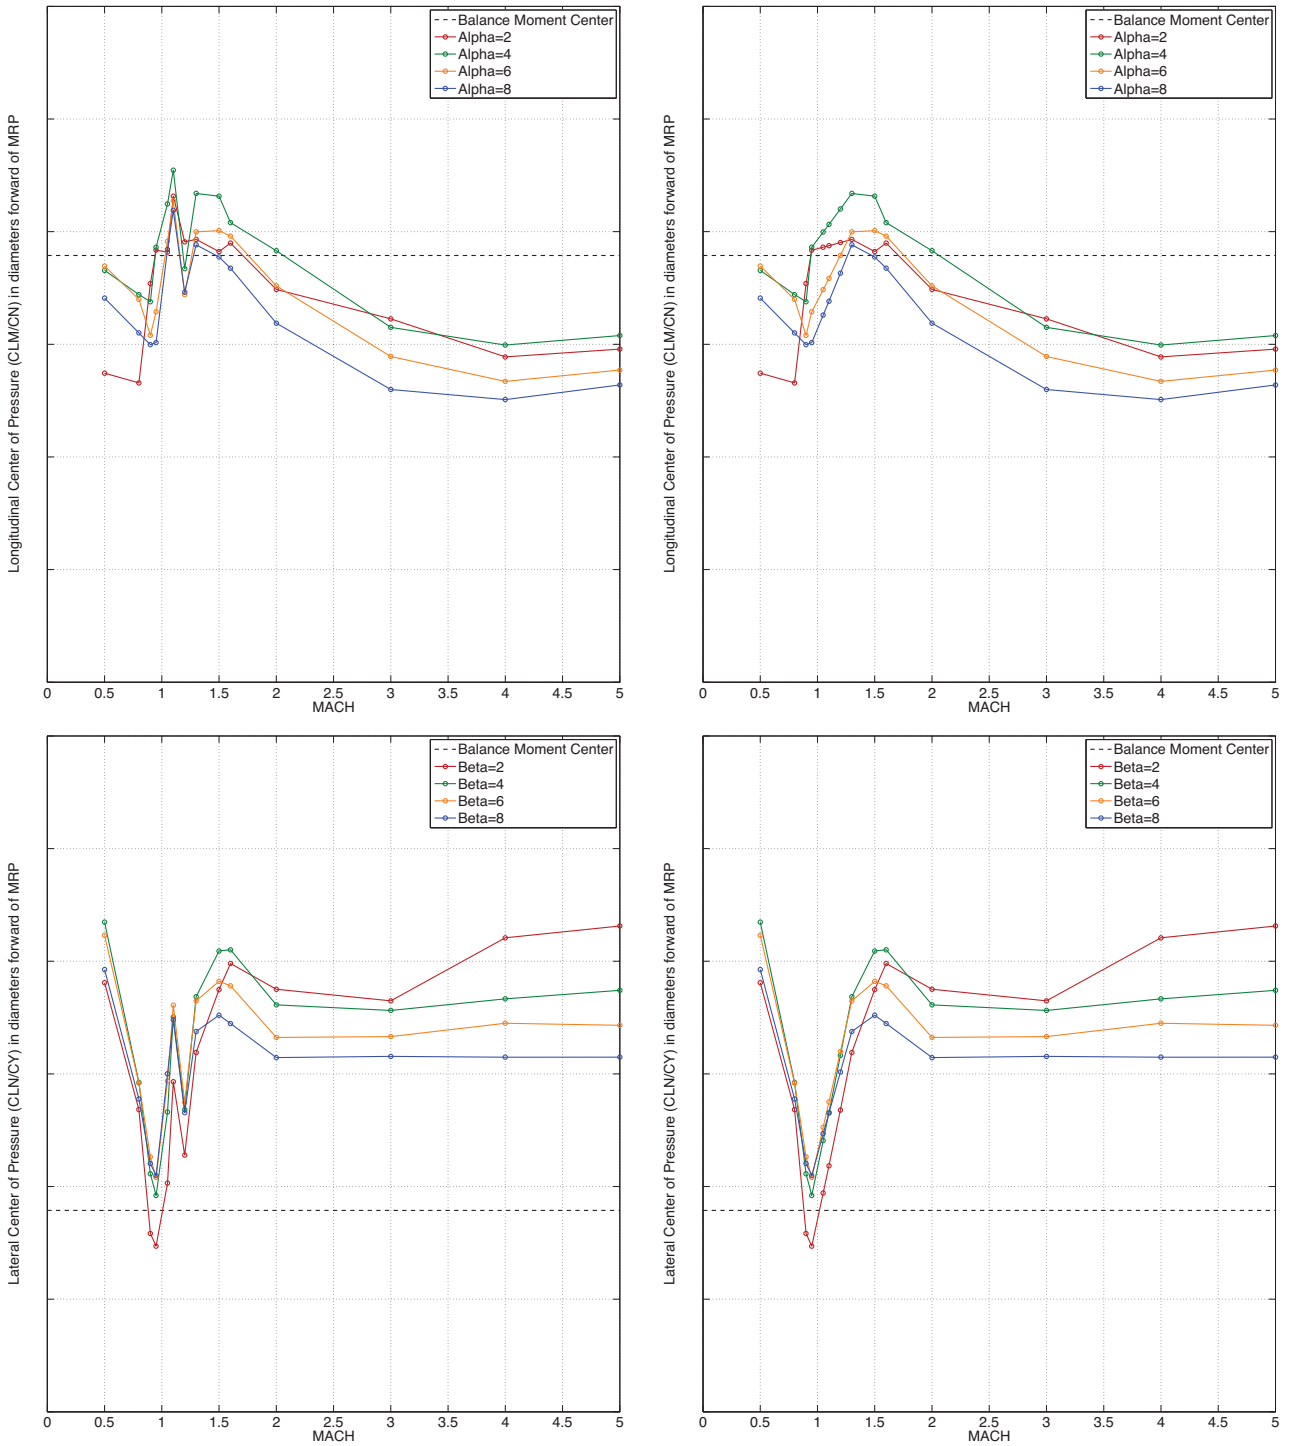 Balance Moment Center
Alpha=2
Alpha=4
Alpha=6
Alpha=8
Longitudinal Center of Pressure (CLM/CN) in diameters forward of MRP
0 0.5 1 1.5 2 2.5 3 3.5 4 4.5 5
MACH
Balance Moment Center
Alpha=2
Alpha=4
Alpha=6
Alpha=8
Longitudinal Center of Pressure (CLM/CN) in diameters forward of MRP
0 0.5 1 1.5 2 2.5 3 3.5 4 4.5 5
MACH
Balance Moment Center
Beta=2
Beta=4
Beta=6
Beta=8
Lateral Center of Pressure (CLN/CY) in diameters forward of MRP
0 0.5 1 1.5 2 2.5 3 3.5 4 4.5 5
MACH
Balance Moment Center
Beta=2
Beta=4
Beta=6
Beta=8
Lateral Center of Pressure (CLN/CY) in diameters forward of MRP
0 0.5 1 1.5 2 2.5 3 3.5 4 4.5 5
MACH